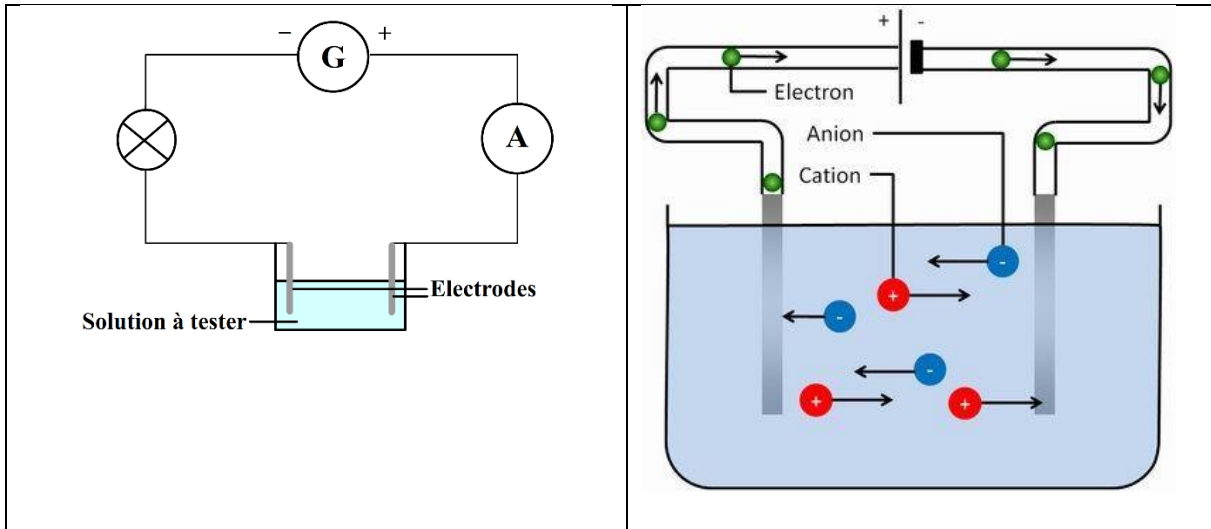 − G +
A
Electrodes
Solution à tester
+ -
Electron
Anion
Cation
-
+
-
-
+ +